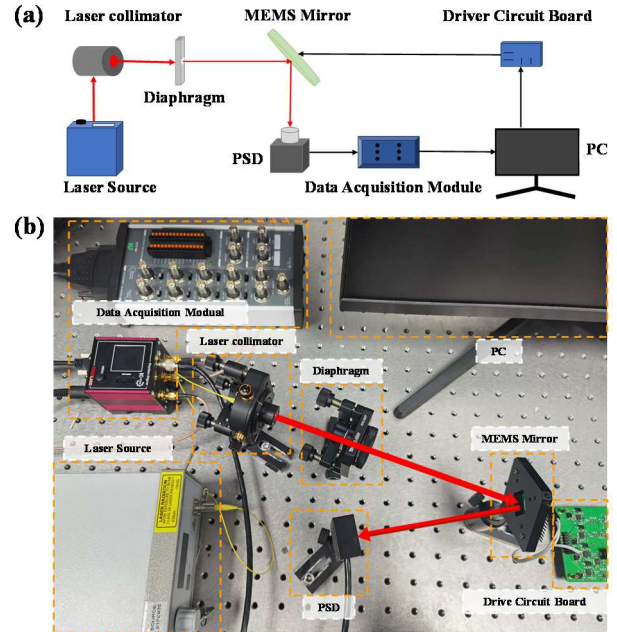 (a)
Laser collimator
MEMS Mirror
Driver Circuit Board
Diaphragm
PSD
PC
Laser Source
Data Acquisition Module
(b)
Data Acquisition Modual
Laser collimator
Diaphragm
PC
Laser Source
MEMS Mirror
PSD
Drive Circuit Board